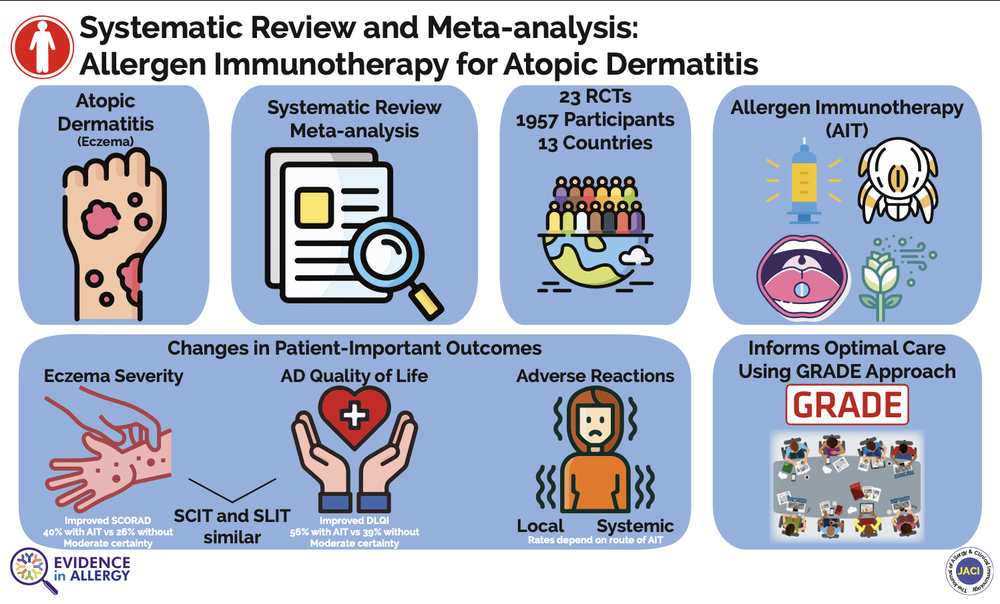 Systematic Review and Meta-analysis:
Allergen Immunotherapy for Atopic Dermatitis
Atopic
Dermatitis
(Eczema)
Systematic Review
Meta-analysis
23 RCTs
1957 Participants
13 Countries
Allergen Immunotherapy
(AIT)
Changes in Patient-Important Outcomes
Eczema Severity
Improved SCORAD
40% with AIT vs 26% without
Moderate certainty
SCIT and SLIT
similar
AD Quality of Life
Improved DLQI
56% with AIT vs 39% without
Moderate certainty
Adverse Reactions
Local Systemic
Rates depend on route of AIT
Informs Optimal Care
Using GRADE Approach
GRADE
EVIDENCE
in ALLERGY
The Journal of Allergy & Clinical Immunology
JACI